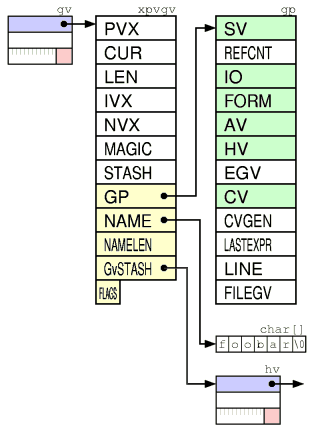 gv
xpvgv
gp
PVX
CUR
LEN
IVX
NVX
MAGIC
STASH
GP
NAME
NAMELEN
GvSTASH
FLAGS
SV
REFCNT
IO
FORM
AV
HV
EGV
CV
CVGEN
LASTEXPR
LINE
FILEGV
char[]
f o o b a r \0
hv